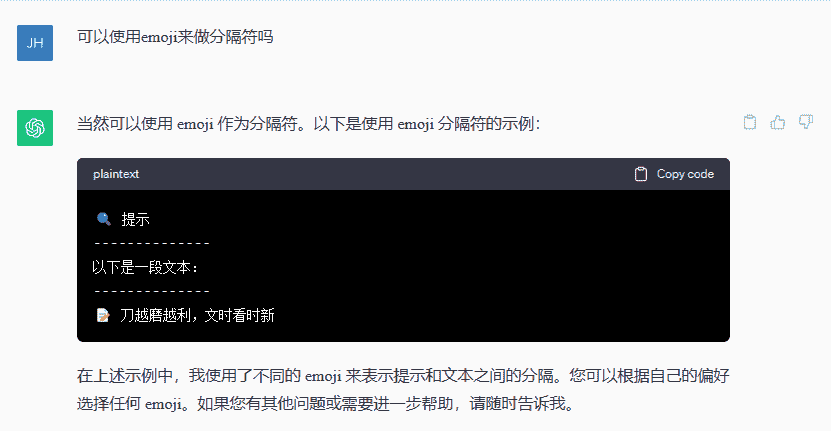 JH
可以使用emoji来做分隔符吗
当然可以使用 emoji 作为分隔符。以下是使用 emoji 分隔符的示例：
plaintext
Copy code
🔍 提示
--------------
以下是一段文本：
--------------
📝 刀越磨越利，文时看时新
在上述示例中，我使用了不同的 emoji 来表示提示和文本之间的分隔。您可以根据自己的偏好
选择任何 emoji。如果您有其他问题或需要进一步帮助，请随时告诉我。